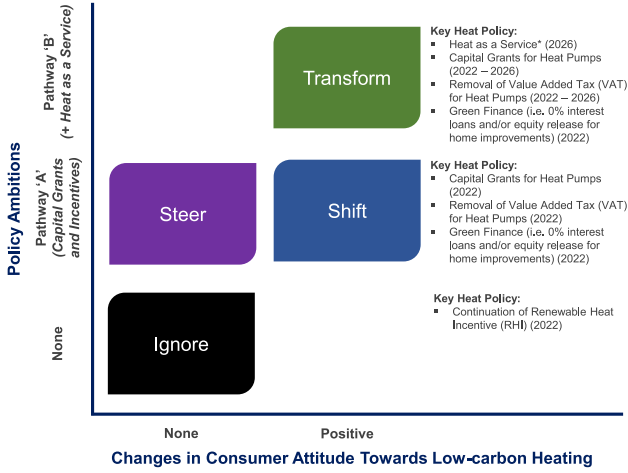 Policy Ambitions
Pathway 'B'
(+ Heat as a Service)
Transform
Key Heat Policy:
▪ Heat as a Service* (2026)
▪ Capital Grants for Heat Pumps
(2022 – 2026)
▪ Removal of Value Added Tax (VAT)
for Heat Pumps (2022 – 2026)
▪ Green Finance (i.e. 0% interest
loans and/or equity release for
home improvements) (2022)
Pathway 'A'
(Capital Grants
and Incentives)
Steer
Shift
Key Heat Policy:
▪ Capital Grants for Heat Pumps
(2022)
▪ Removal of Value Added Tax (VAT)
for Heat Pumps (2022)
▪ Green Finance (i.e. 0% interest
loans and/or equity release for
home improvements) (2022)
None
Ignore
Key Heat Policy:
▪ Continuation of Renewable Heat
Incentive (RHI) (2022)
None
Positive
Changes in Consumer Attitude Towards Low-carbon Heating